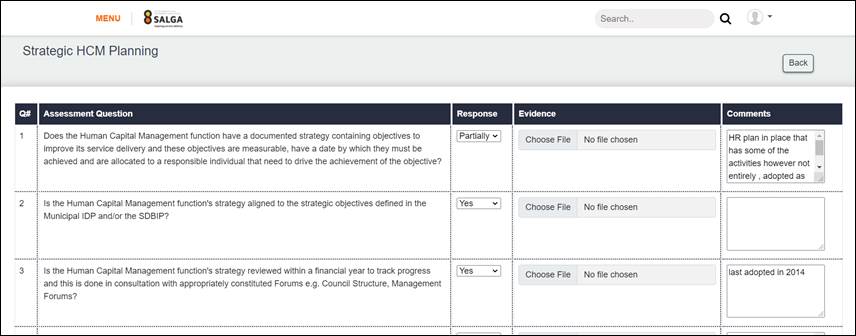 MENU
SALGA
Search..
Strategic HCM Planning
Back
Q# Assessment Question Response Evidence Comments
1 Does the Human Capital Management function have a documented strategy containing objectives to Partially Choose File No file chosen HR plan in place that
improve its service delivery and these objectives are measurable, have a date by which they must has some of the
be achieved and are allocated to a responsible individual that need to drive the achievement of the objective? activities however not
entirely , adopted as
2 Is the Human Capital Management function's strategy aligned to the strategic objectives defined in the Yes Choose File No file chosen
Municipal IDP and/or the SDBIP?
3 Is the Human Capital Management function's strategy reviewed within a financial year to track progress Yes Choose File No file chosen last adopted in 2014
and this is done in consultation with appropriately constituted Forums e.g. Council Structure, Management
Forums?